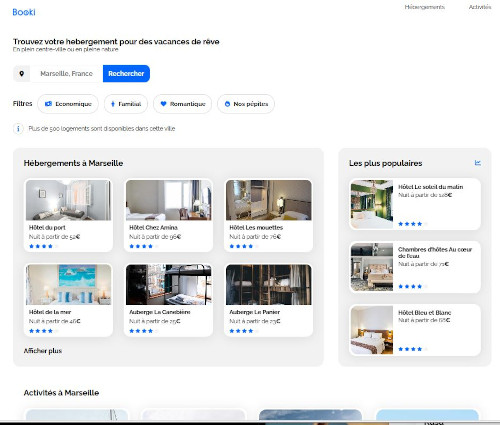 Booki
Hébergements
Activités
Trouvez votre hebergement pour des vacances de rêve
En plein centre-ville ou en pleine nature
Marseille, France
Rechercher
Filtres
Economique
Familial
Romantique
Nos pépites
Plus de 500 logements sont disponibles dans cette ville
Hébergements à Marseille
Hôtel du port
Nuit à partir de 52€
Hôtel Chez Amina
Nuit à partir de 96€
Hôtel Les mouettes
Nuit à partir de 76€
Hôtel de la mer
Nuit à partir de 46€
Auberge La Canebière
Nuit à partir de 25€
Auberge Le Panier
Nuit à partir de 23€
Afficher plus
Les plus populaires
Hôtel Le soleil du matin
Nuit à partir de 128€
Chambres d'hôtes Au cœur
de l'eau
Nuit à partir de 71€
Hôtel Bleu et Blanc
Nuit à partir de 68€
Activités à Marseille